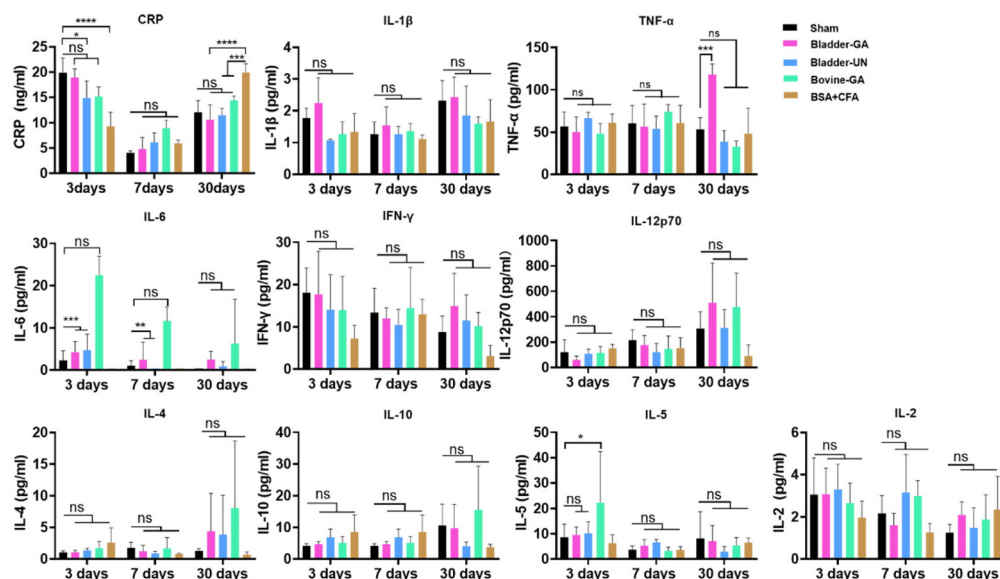 CRP
CRP (ng/ml)
25
20
15
10
5
0
****
*
ns
ns
ns
****
***
3days
7days
30days
IL-1β
IL-1β (pg/ml)
4
3
2
1
0
ns
ns
ns
3 days
7 days
30 days
TNF-α
TNF-α (pg/ml)
150
100
50
0
ns
ns
***
ns
3 days
7 days
30 days
Sham
Bladder-GA
Bladder-UN
Bovine-GA
BSA+CFA
IL-6
IL-6 (pg/ml)
30
20
10
0
ns
***
ns
**
ns
3 days
7 days
30 days
IFN-γ
IFN-γ (pg/ml)
30
20
10
0
ns
ns
ns
3 days
7 days
30 days
IL-12p70
IL-12p70 (pg/ml)
1000
800
600
400
200
0
ns
ns
ns
3 days
7 days
30 days
IL-4
IL-4 (pg/ml)
20
15
10
5
0
ns
ns
ns
3 days
7 days
30 days
IL-10
IL-10 (pg/ml)
40
30
20
10
0
ns
ns
ns
3 days
7 days
30 days
IL-5
IL-5 (pg/ml)
50
40
30
20
10
0
*
ns
ns
ns
3 days
7 days
30 days
IL-2
IL-2 (pg/ml)
6
4
2
0
ns
ns
ns
3 days
7 days
30 days